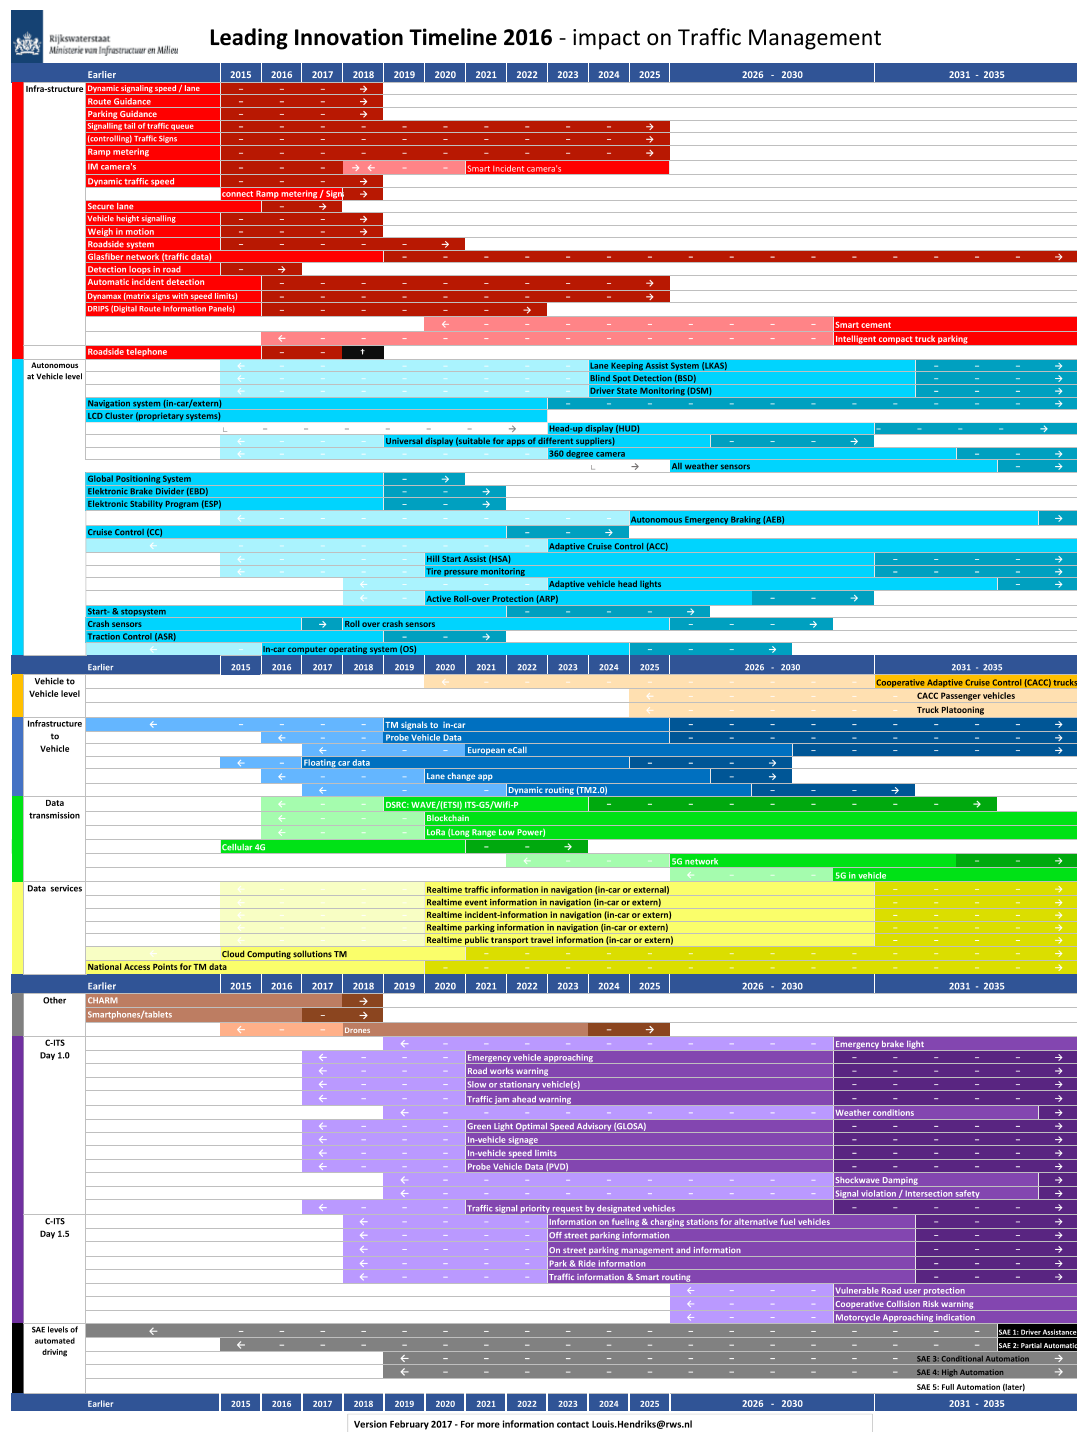 Rijkswaterstaat
Ministerie van Infrastructuur en Milieu
Leading Innovation Timeline 2016 - impact on Traffic Management
Earlier 2015 2016 2017 2018 2019 2020 2021 2022 2023 2024 2025 2026 - 2030 2031 - 2035
Infra-structure
Dynamic signaling speed / lane
Route Guidance
Parking Guidance
Signalling tail of traffic queue
(controlling) Traffic Signs
Ramp metering
IM camera's
Smart Incident camera's
Dynamic traffic speed
connect Ramp metering / Sign
Secure lane
Vehicle height signalling
Weigh in motion
Roadside system
Glasfiber network (traffic data)
Detection loops in road
Automatic incident detection
Dynamax (matrix signs with speed limits)
DRIPS (Digital Route Information Panels)
Smart cement
Intelligent compact truck parking
Roadside telephone
Autonomous
at Vehicle level
Lane Keeping Assist System (LKAS)
Blind Spot Detection (BSD)
Driver State Monitoring (DSM)
Navigation system (in-car/extern)
LCD Cluster (proprietary systems)
Head-up display (HUD)
Universal display (suitable for apps of different suppliers)
360 degree camera
All weather sensors
Global Positioning System
Elektronic Brake Divider (EBD)
Elektronic Stability Program (ESP)
Autonomous Emergency Braking (AEB)
Cruise Control (CC)
Adaptive Cruise Control (ACC)
Hill Start Assist (HSA)
Tire pressure monitoring
Adaptive vehicle head lights
Active Roll-over Protection (ARP)
Start- & stopsystem
Crash sensors
Roll over crash sensors
Traction Control (ASR)
In-car computer operating system (OS)
Earlier 2015 2016 2017 2018 2019 2020 2021 2022 2023 2024 2025 2026 - 2030 2031 - 2035
Vehicle to
Vehicle level
Cooperative Adaptive Cruise Control (CACC) trucks
CACC Passenger vehicles
Truck Platooning
Infrastructure
to
Vehicle
TM signals to in-car
Probe Vehicle Data
European eCall
Floating car data
Lane change app
Dynamic routing (TM2.0)
Data
transmission
DSRC: WAVE/(ETSI) ITS-G5/Wifi-P
Blockchain
LoRa (Long Range Low Power)
Cellular 4G
5G network
5G in vehicle
Data services
Realtime traffic information in navigation (in-car or external)
Realtime event information in navigation (in-car or extern)
Realtime incident-information in navigation (in-car or extern)
Realtime parking information in navigation (in-car or extern)
Realtime public transport travel information (in-car or extern)
Cloud Computing sollutions TM
National Access Points for TM data
Earlier 2015 2016 2017 2018 2019 2020 2021 2022 2023 2024 2025 2026 - 2030 2031 - 2035
Other
CHARM
Smartphones/tablets
Drones
C-ITS
Day 1.0
Emergency brake light
Emergency vehicle approaching
Road works warning
Slow or stationary vehicle(s)
Traffic jam ahead warning
Weather conditions
Green Light Optimal Speed Advisory (GLOSA)
In-vehicle signage
In-vehicle speed limits
Probe Vehicle Data (PVD)
Shockwave Damping
Signal violation / Intersection safety
Traffic signal priority request by designated vehicles
C-ITS
Day 1.5
Information on fueling & charging stations for alternative fuel vehicles
Off street parking information
On street parking management and information
Park & Ride information
Traffic information & Smart routing
Vulnerable Road user protection
Cooperative Collision Risk warning
Motorcycle Approaching indication
SAE levels of
automated
driving
SAE 1: Driver Assistance
SAE 2: Partial Automatic
SAE 3: Conditional Automation
SAE 4: High Automation
SAE 5: Full Automation (later)
Earlier 2015 2016 2017 2018 2019 2020 2021 2022 2023 2024 2025 2026 - 2030 2031 - 2035
Version February 2017 - For more information contact Louis.Hendriks@rws.nl